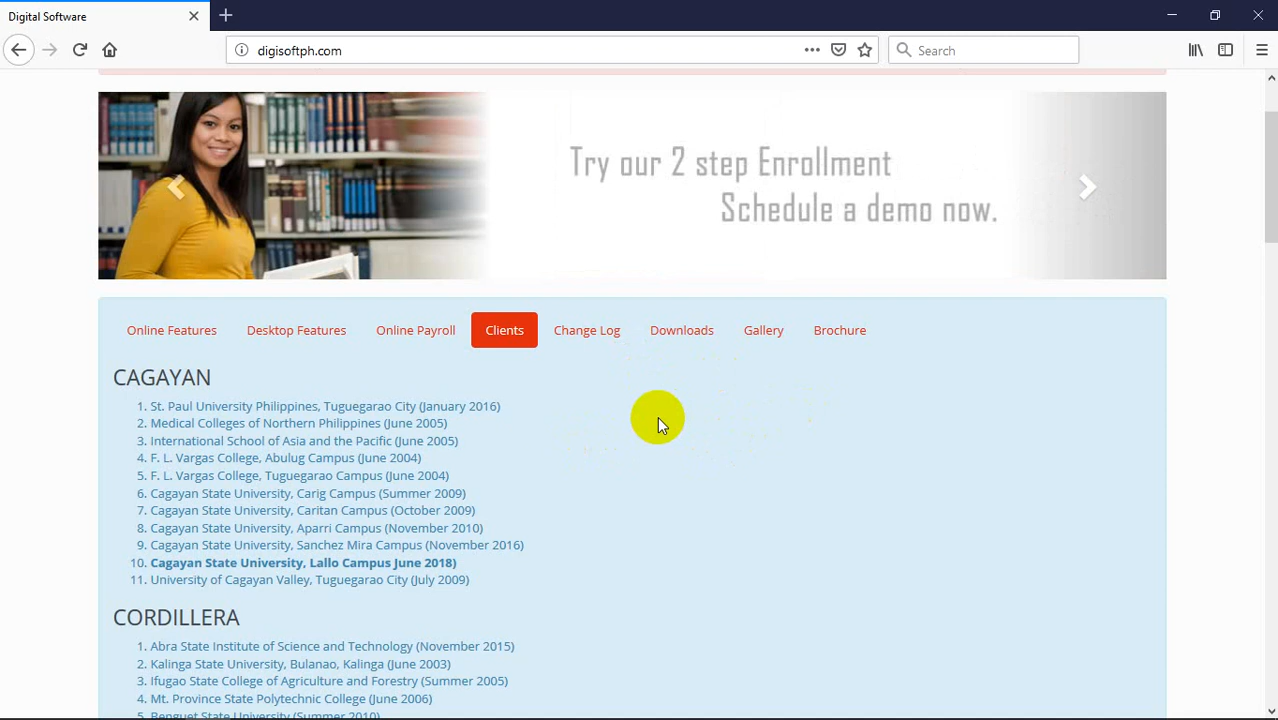 Digital Software
digisoftph.com
Search
Try our 2 step Enrollment
Schedule a demo now.
Online Features
Desktop Features
Online Payroll
Clients
Change Log
Downloads
Gallery
Brochure
CAGAYAN
1. St. Paul University Philippines, Tuguegarao City (January 2016)
2. Medical Colleges of Northern Philippines (June 2005)
3. International School of Asia and the Pacific (June 2005)
4. F. L. Vargas College, Abulug Campus (June 2004)
5. F. L. Vargas College, Tuguegarao Campus (June 2004)
6. Cagayan State University, Carig Campus (Summer 2009)
7. Cagayan State University, Caritan Campus (October 2009)
8. Cagayan State University, Aparri Campus (November 2010)
9. Cagayan State University, Sanchez Mira Campus (November 2016)
10. Cagayan State University, Lallo Campus June 2018)
11. University of Cagayan Valley, Tuguegarao City (July 2009)
CORDILLERA
1. Abra State Institute of Science and Technology (November 2015)
2. Kalinga State University, Bulanao, Kalinga (June 2003)
3. Ifugao State College of Agriculture and Forestry (Summer 2005)
4. Mt. Province State Polytechnic College (June 2006)
5. Benguet State University (Summer 2010)